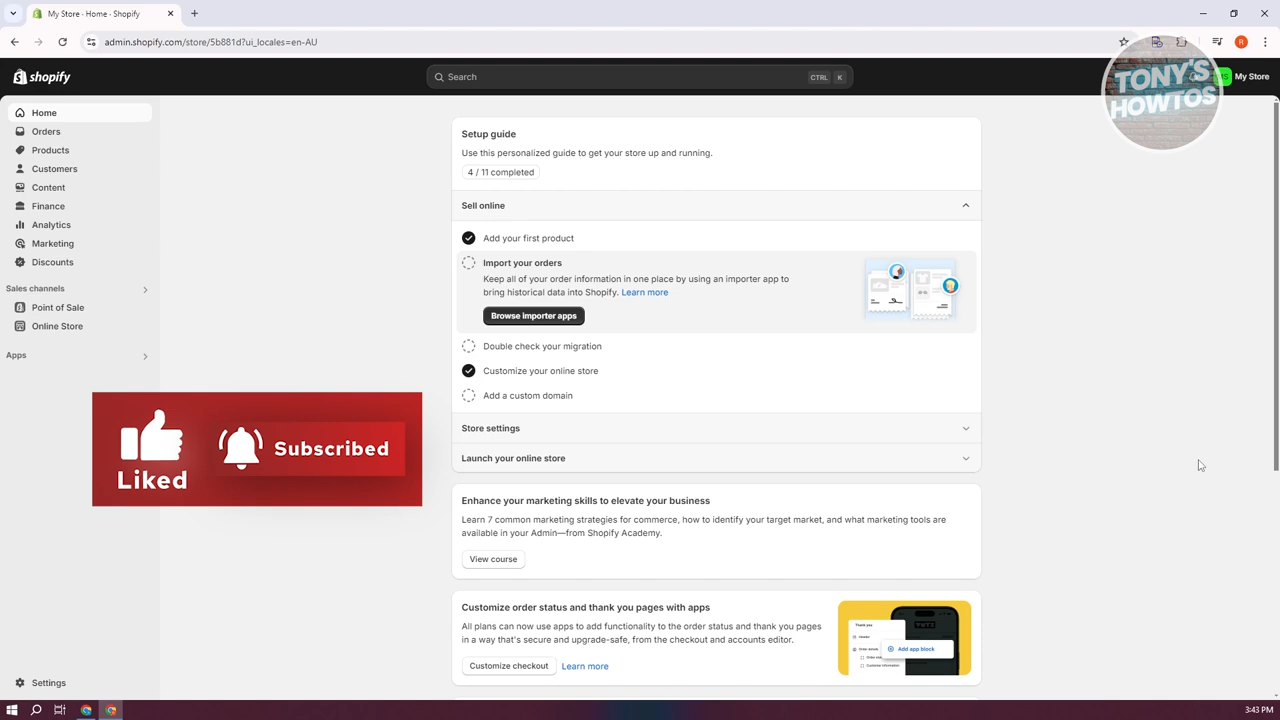 My Store · Home · Shopify
admin.shopify.com/store/5b881d?ui_locales=en-AU
R
shopify
Search
CTRL
K
My Store
TONY'S
HOWTOS
Home
Orders
Products
Customers
Content
Finance
Analytics
Marketing
Discounts
Sales channels
Point of Sale
Online Store
Apps
Settings
Setup guide
Use this personalized guide to get your store up and running.
4 / 11 completed
Sell online
Add your first product
Import your orders
Keep all of your order information in one place by using an importer app to
bring historical data into Shopify. Learn more
Browse importer apps
Double check your migration
Customize your online store
Add a custom domain
Store settings
Launch your online store
Liked
Subscribed
Enhance your marketing skills to elevate your business
Learn 7 common marketing strategies for commerce, how to identify your target market, and what marketing tools are
available in your Admin—from Shopify Academy.
View course
Customize order status and thank you pages with apps
All plans can now use apps to add functionality to the order status and thank you pages
in a way that's secure and upgrade-safe, from the checkout and accounts editor.
Customize checkout
Learn more
Thank you
Add app block
3:43 PM